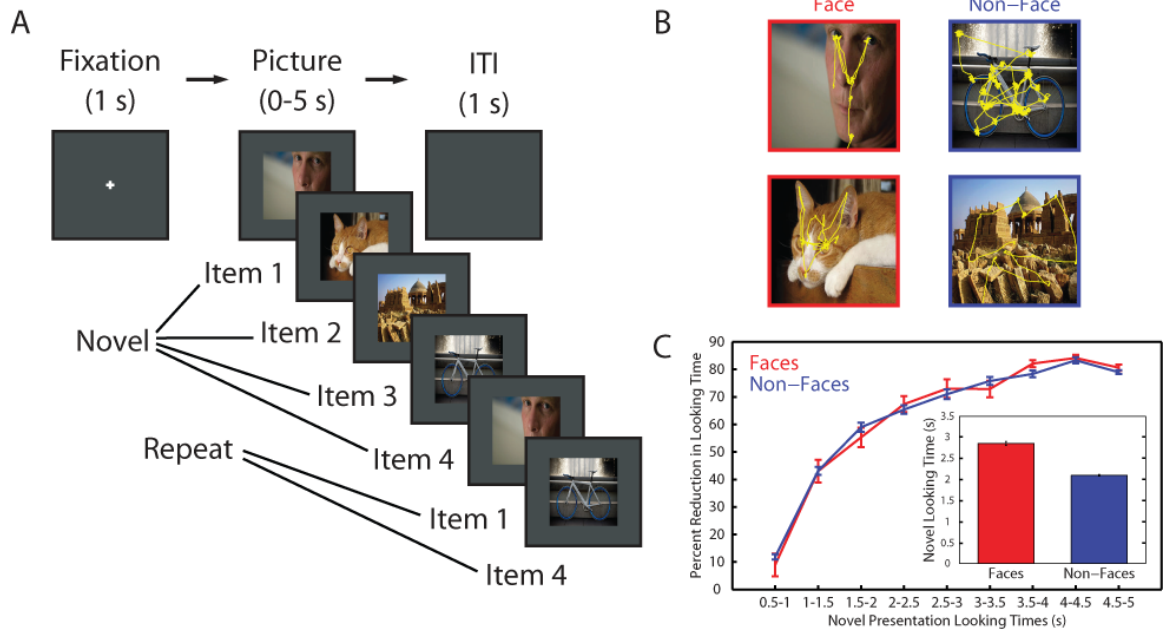 A
Fixation
(1 s)
Picture
(0-5 s)
ITI
(1 s)
Novel
Item 1
Item 2
Item 3
Item 4
Repeat
Item 1
Item 4
B
Face
Non-Face
C
Faces
Non-Faces
Percent Reduction in Looking Time
90
80
70
60
50
40
30
20
10
0
0.5-1
1-1.5
1.5-2
2-2.5
2.5-3
3-3.5
3.5-4
4-4.5
4.5-5
Novel Presentation Looking Times (s)
Novel Looking Time (s)
3.5
3
2.5
2
1.5
1
0.5
0
Faces
Non-Faces